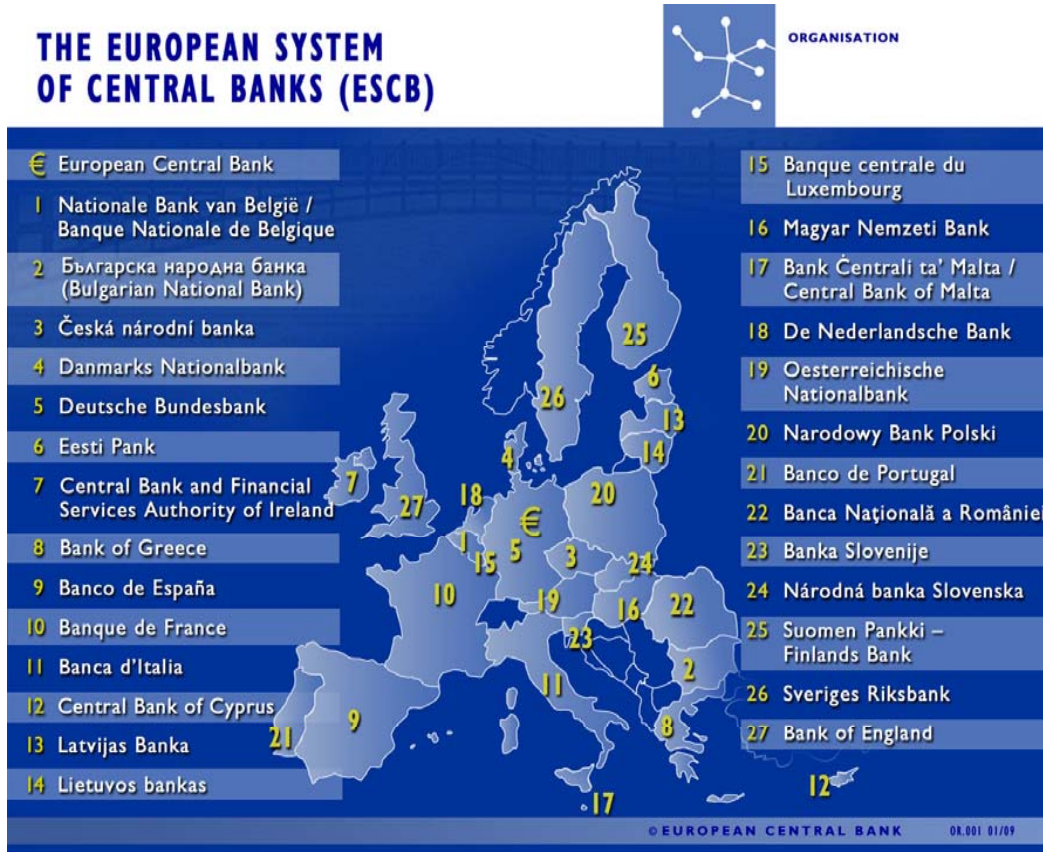 THE EUROPEAN SYSTEM
OF CENTRAL BANKS (ESCB)
ORGANISATION
€ European Central Bank
1 Nationale Bank van België /
Banque Nationale de Belgique
2 Българска народна банка
(Bulgarian National Bank)
3 Česká národní banka
4 Danmarks Nationalbank
5 Deutsche Bundesbank
6 Eesti Pank
7 Central Bank and Financial
Services Authority of Ireland
8 Bank of Greece
9 Banco de España
10 Banque de France
11 Banca d'Italia
12 Central Bank of Cyprus
13 Latvijas Banka
14 Lietuvos bankas
15 Banque centrale du
Luxembourg
16 Magyar Nemzeti Bank
17 Bank Ċentrali ta' Malta /
Central Bank of Malta
18 De Nederlandsche Bank
19 Oesterreichische
Nationalbank
20 Narodowy Bank Polski
21 Banco de Portugal
22 Banca Naţională a României
23 Banka Slovenije
24 Národná banka Slovenska
25 Suomen Pankki –
Finlands Bank
26 Sveriges Riksbank
27 Bank of England
25
6
26
13
14
4
7
18
20
27
€
1
5
3
15
24
10
19
16
22
23
2
11
9
8
21
12
17
© EUROPEAN CENTRAL BANK OR.001 01/09